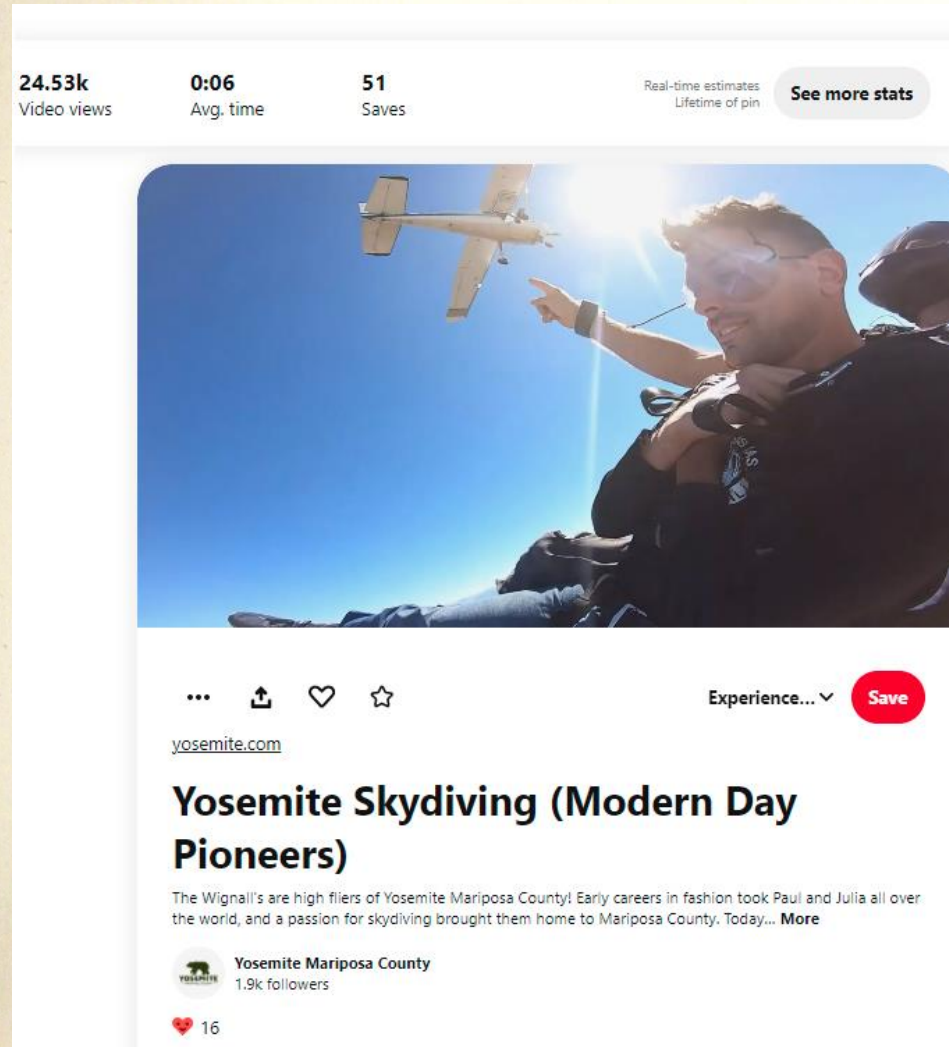 24.53k
Video views
0:06
Avg. time
51
Saves
Real-time estimates
Lifetime of pin
See more stats
Experience...
Save
yosemite.com
Yosemite Skydiving (Modern Day
Pioneers)
The Wignall's are high fliers of Yosemite Mariposa County! Early careers in fashion took Paul and Julia all over
the world, and a passion for skydiving brought them home to Mariposa County. Today... More
YOSEMITE
Yosemite Mariposa County
1.9k followers
16